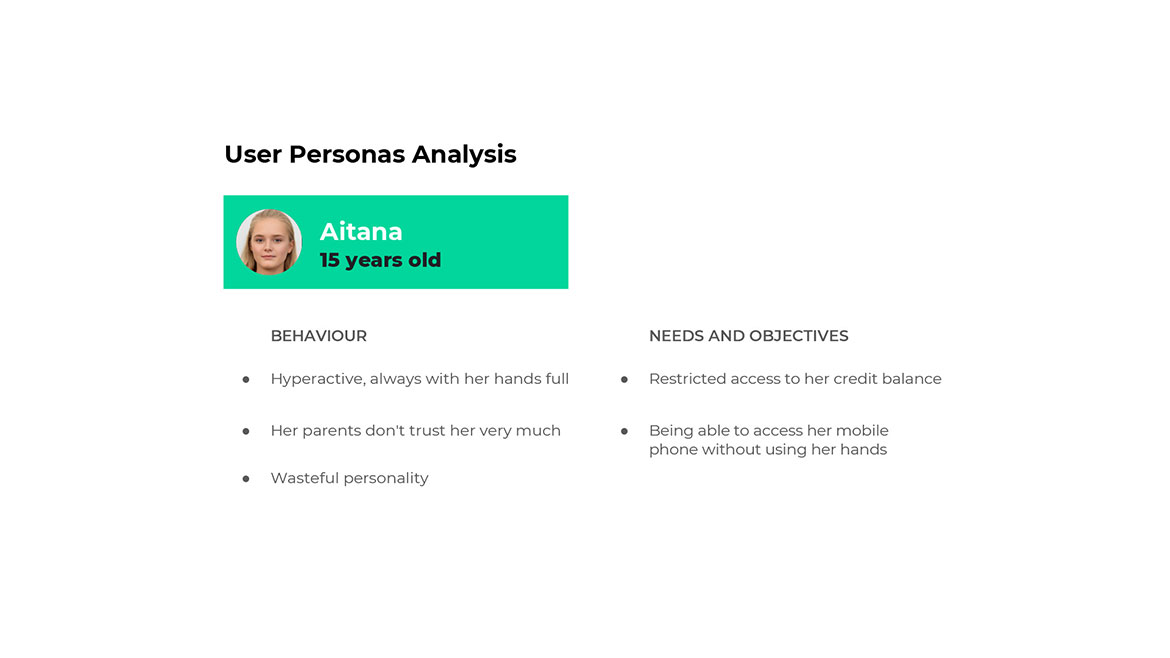 User Personas Analysis
Aitana
15 years old
BEHAVIOUR
● Hyperactive, always with her hands full
● Her parents don't trust her very much
● Wasteful personality
NEEDS AND OBJECTIVES
● Restricted access to her credit balance
● Being able to access her mobile
phone without using her hands